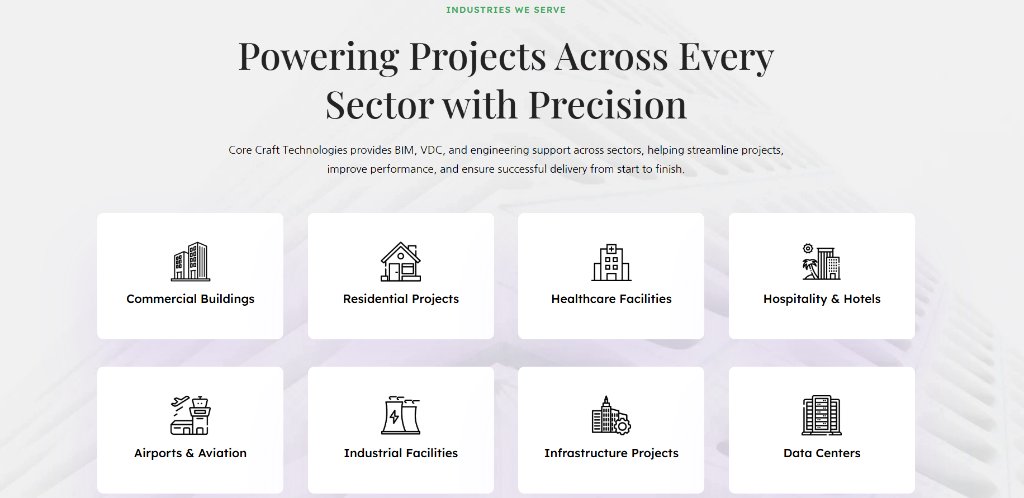 INDUSTRIES WE SERVE
Powering Projects Across Every
Sector with Precision
Core Craft Technologies provides BIM, VDC, and engineering support across sectors, helping streamline projects,
improve performance, and ensure successful delivery from start to finish.
Commercial Buildings
Residential Projects
Healthcare Facilities
Hospitality & Hotels
Airports & Aviation
Industrial Facilities
Infrastructure Projects
Data Centers